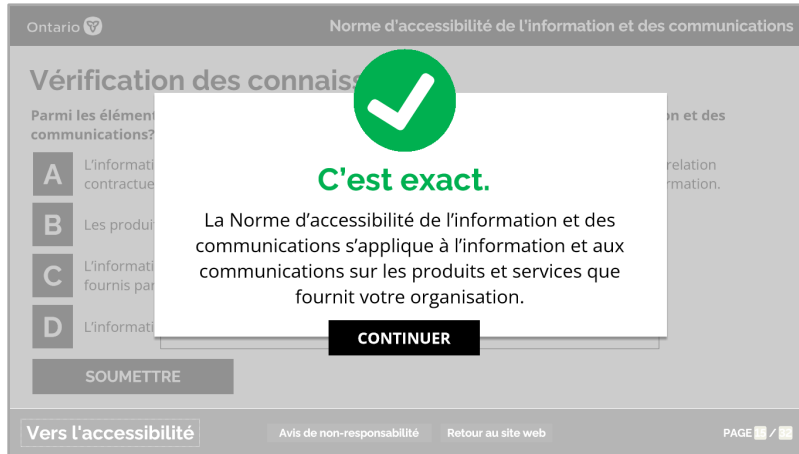 Ontario
Norme d'accessibilité de l'information et des communications
Vérification des connaiss
Parmi les élémen
on et des
communications?
A
L'informati
relation
contractue
rmation.
B
Les produi
C
L'informati
fournis par
D
L'informati
C'est exact.
La Norme d'accessibilité de l'information et des
communications s'applique à l'information et aux
communications sur les produits et services que
fournit votre organisation.
CONTINUER
SOUMETTRE
Vers l'accessibilité
Avis de non-responsabilité
Retour au site web
PAGE 15 / 32